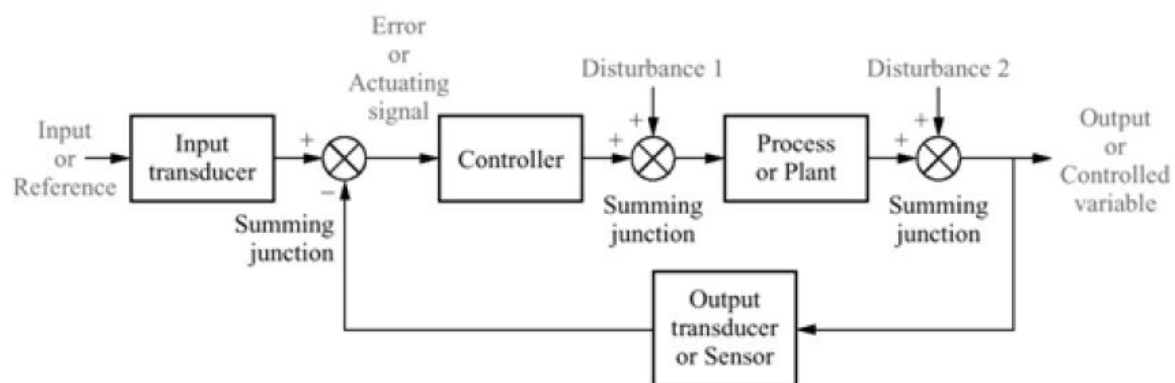 Error
or
Actuating
signal
Disturbance 1
Disturbance 2
Input
or
Reference
Input
transducer
+
−
Summing
junction
Controller
+
+
Summing
junction
Process
or Plant
+
+
Summing
junction
Output
or
Controlled
variable
Output
transducer
or Sensor